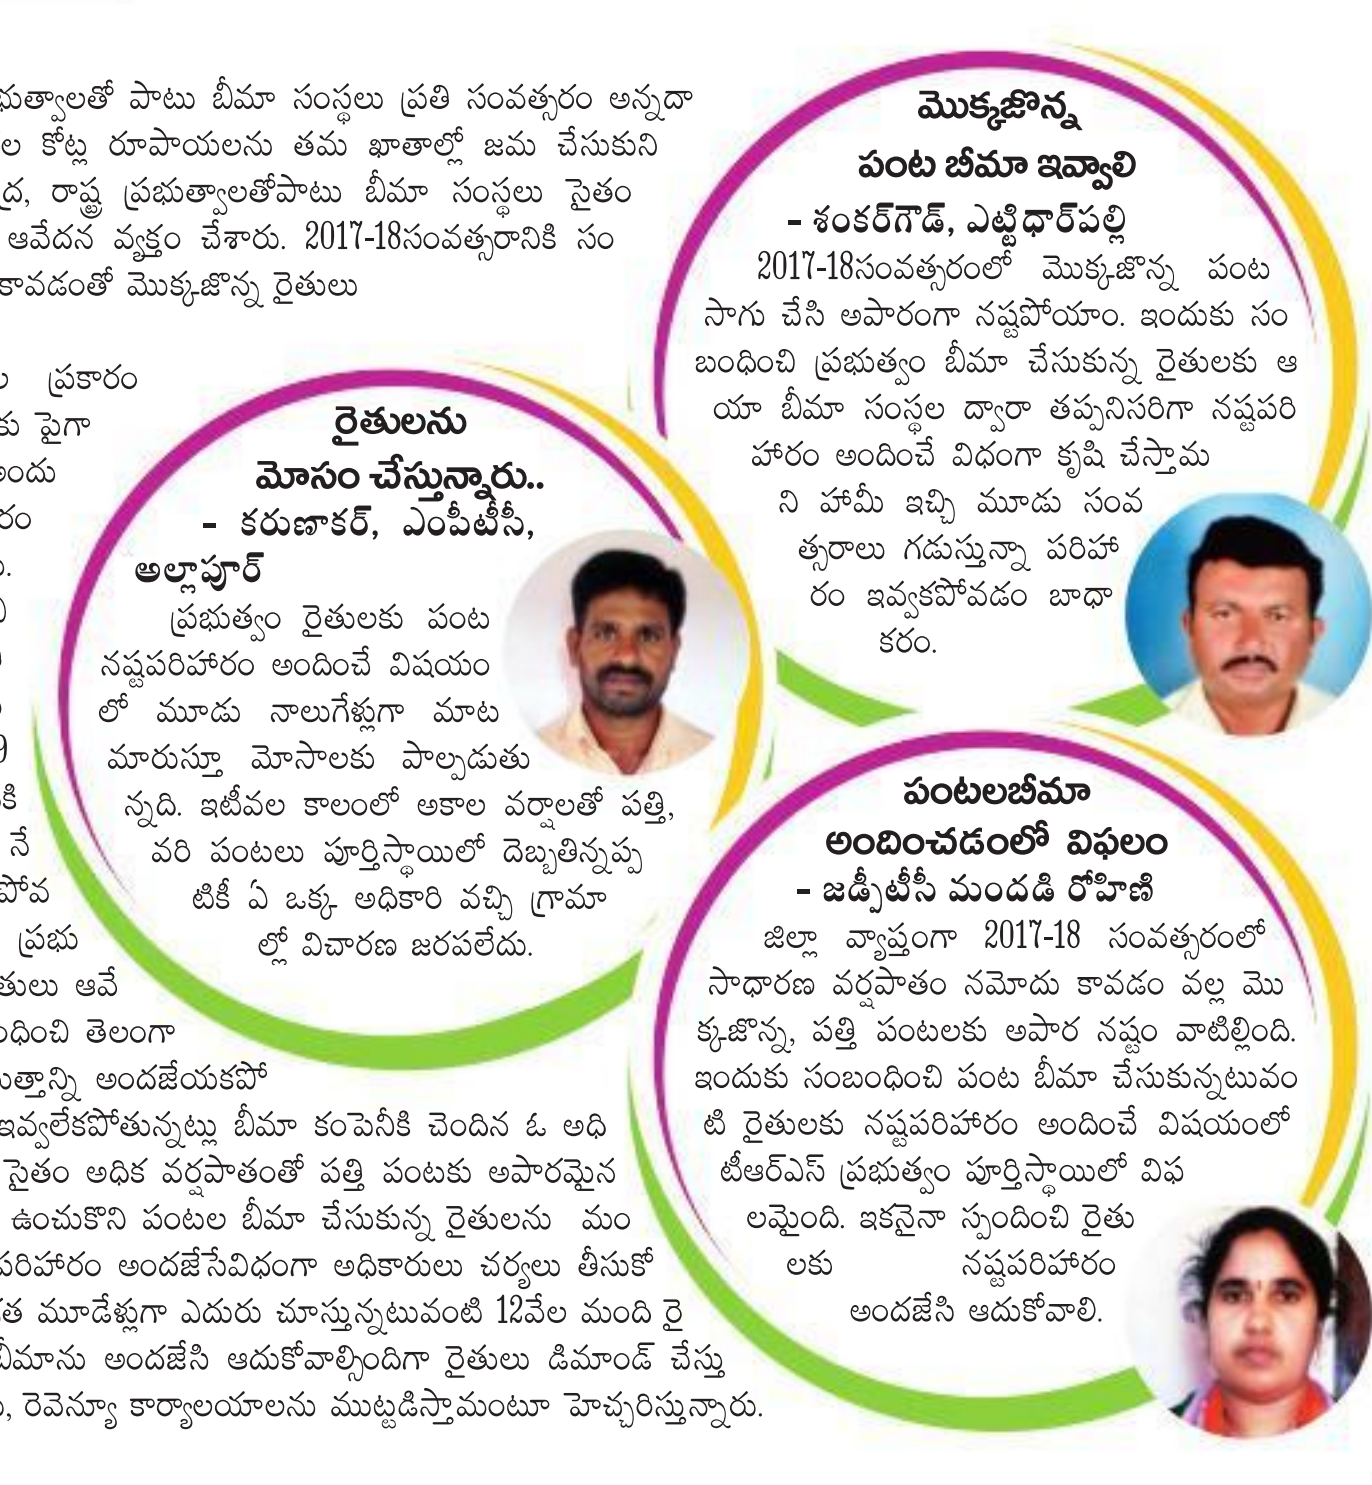 భుత్వాలతో పాటు బీమా సంస్థలు ప్రతి సంవత్సరం అన్నదా
ల కోట్ల రూపాయలను తమ ఖాతాల్లో జమ చేసుకుని
ద్ర, రాష్ట్ర ప్రభుత్వాలతోపాటు బీమా సంస్థలు సైతం
ఆవేదన వ్యక్తం చేశారు. 2017-18సంవత్సరానికి సం
కావడంతో మొక్కజొన్న రైతులు
ల ప్రకారం
కు పైగా
అందు
రం
9
కి
నే
పోవ
ప్రభు
తులు ఆవే
ంధించి తెలంగా
త్తాన్ని అందజేయకపో
ఇవ్వలేకపోతున్నట్లు బీమా కంపెనీకి చెందిన ఓ అధి
సైతం అధిక వర్షపాతంతో పత్తి పంటకు అపారమైన
ఉంచుకొని పంటల బీమా చేసుకున్న రైతులను మం
పరిహారం అందజేసేవిధంగా అధికారులు చర్యలు తీసుకో
త మూడేళ్లుగా ఎదురు చూస్తున్నటువంటి 12వేల మంది రై
బీమాను అందజేసి ఆదుకోవాల్సిందిగా రైతులు డిమాండ్ చేస్తు
, రెవెన్యూ కార్యాలయాలను ముట్టడిస్తామంటూ హెచ్చరిస్తున్నారు.
రైతులను
మోసం చేస్తున్నారు..
- కరుణాకర్, ఎంపీటీసీ,
అల్లాపూర్
ప్రభుత్వం రైతులకు పంట
నష్టపరిహారం అందించే విషయం
లో మూడు నాలుగేళ్లుగా మాట
మారుస్తూ మోసాలకు పాల్పడుతు
న్నది. ఇటీవల కాలంలో అకాల వర్షాలతో పత్తి,
వరి పంటలు పూర్తిస్థాయిలో దెబ్బతిన్నప్ప
టికీ ఏ ఒక్క అధికారి వచ్చి గ్రామా
ల్లో విచారణ జరపలేదు.
మొక్కజొన్న
పంట బీమా ఇవ్వాలి
- శంకర్‌గౌడ్, ఎట్టిధార్‌పల్లి
2017-18సంవత్సరంలో మొక్కజొన్న పంట
సాగు చేసి అపారంగా నష్టపోయాం. ఇందుకు సం
బంధించి ప్రభుత్వం బీమా చేసుకున్న రైతులకు ఆ
యా బీమా సంస్థల ద్వారా తప్పనిసరిగా నష్టపరి
హారం అందించే విధంగా కృషి చేస్తామ
ని హామీ ఇచ్చి మూడు సంవ
త్సరాలు గడుస్తున్నా పరిహా
రం ఇవ్వకపోవడం బాధా
కరం.
పంటలబీమా
అందించడంలో విఫలం
- జడ్పీటీసీ మందడి రోహిణి
జిల్లా వ్యాప్తంగా 2017-18 సంవత్సరంలో
సాధారణ వర్షపాతం నమోదు కావడం వల్ల మొ
క్కజొన్న, పత్తి పంటలకు అపార నష్టం వాటిల్లింది.
ఇందుకు సంబంధించి పంట బీమా చేసుకున్నటువం
టి రైతులకు నష్టపరిహారం అందించే విషయంలో
టీఆర్ఎస్ ప్రభుత్వం పూర్తిస్థాయిలో విఫ
లమైంది. ఇకనైనా స్పందించి రైతు
లకు నష్టపరిహారం
అందజేసి ఆదుకోవాలి.